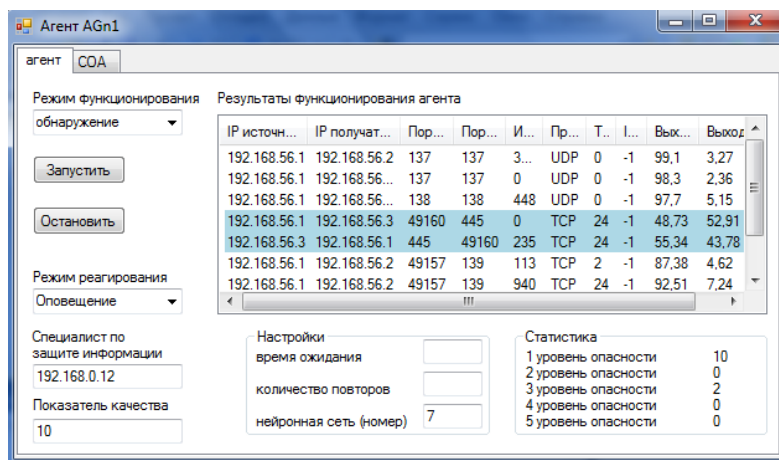 Агент AGn1
агент СОА
Режим функционирования
обнаружение
Запустить
Остановить
Режим реагирования
Оповещение
Специалист по
защите информации
192.168.0.12
Показатель качества
10
Результаты функционирования агента
IP источн... IP получат... Пор... Пор... И... Пр... Т... I... Вых... Выход
192.168.56.1 192.168.56.2 137 137 3... UDP 0 -1 99,1 3,27
192.168.56.1 192.168.56... 137 137 0 UDP 0 -1 98,3 2,36
192.168.56.1 192.168.56... 138 138 448 UDP 0 -1 97,7 5,15
192.168.56.1 192.168.56.3 49160 445 0 TCP 24 -1 48,73 52,91
192.168.56.3 192.168.56.1 445 49160 235 TCP 24 -1 55,34 43,78
192.168.56.1 192.168.56.2 49157 139 113 TCP 2 -1 87,38 4,62
192.168.56.1 192.168.56.2 49157 139 940 TCP 24 -1 92,51 7,24
Настройки
время ожидания
количество повторов
нейронная сеть (номер) 7
Статистика
1 уровень опасности 10
2 уровень опасности 0
3 уровень опасности 2
4 уровень опасности 0
5 уровень опасности 0